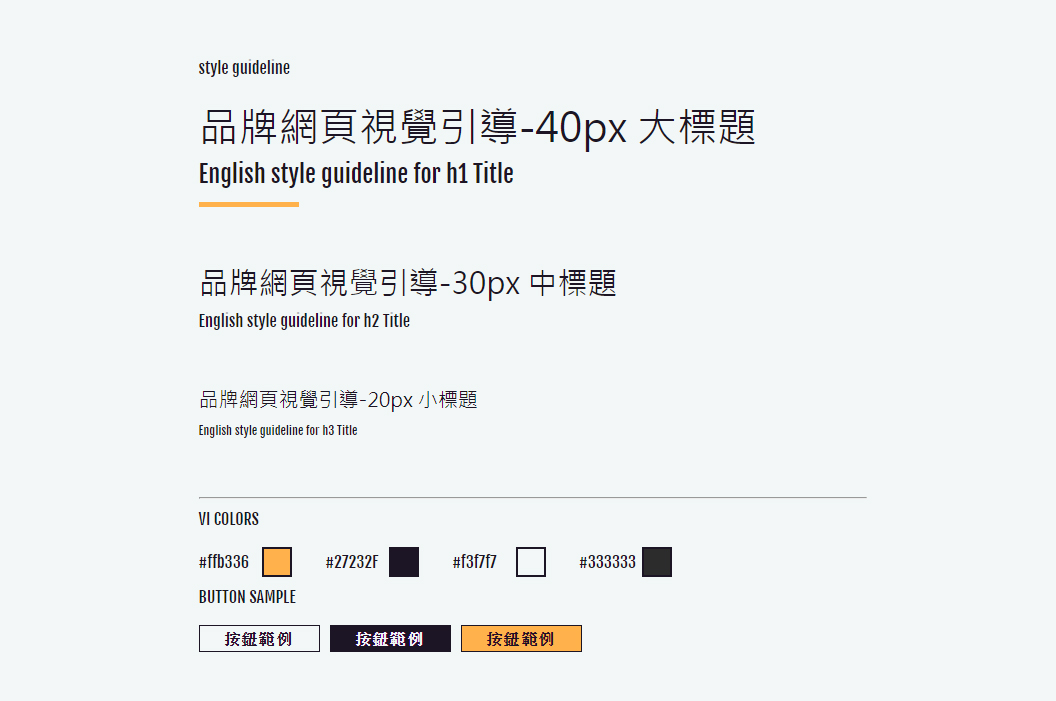 style guideline
品牌網頁視覺引導-40px 大標題
English style guideline for h1 Title
品牌網頁視覺引導-30px 中標題
English style guideline for h2 Title
品牌網頁視覺引導-20px 小標題
English style guideline for h3 Title
VI COLORS
#ffb336 #27232F #f3f7f7 #333333
BUTTON SAMPLE
按鈕範例 按鈕範例 按鈕範例